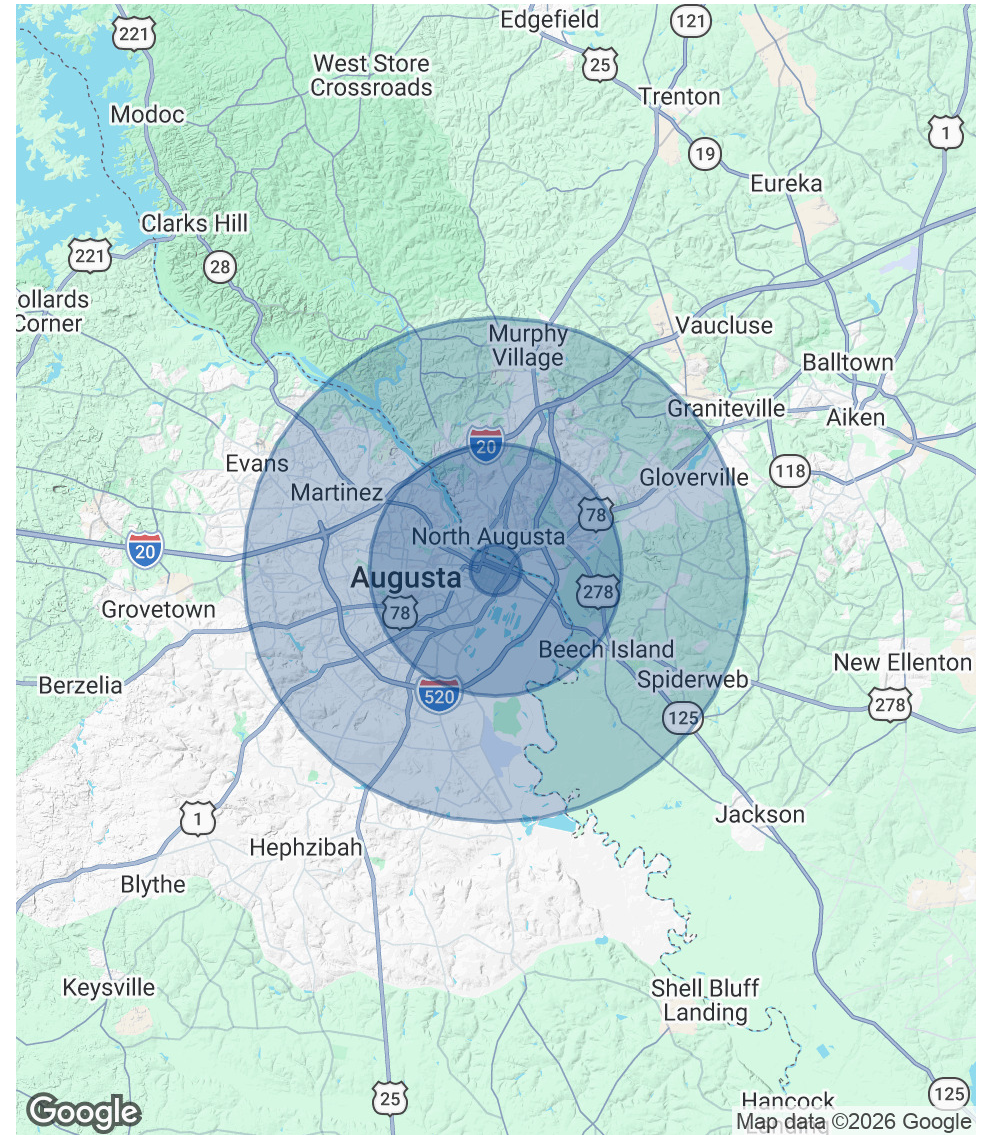 Edgefield
121
221
25
West Store
Crossroads
Trenton
Modoc
1
19
Eureka
Clarks Hill
221
28
ollards
Corner
Vaucluse
Murphy
Village
Balltown
Graniteville
Aiken
20
Evans
118
Gloverville
Martinez
78
North Augusta
20
Augusta
278
Grovetown
78
Beech Island
New Ellenton
Spiderweb
Berzelia
520
278
125
Jackson
1
Hephzibah
Blythe
Keysville
Shell Bluff
Landing
25
125
Hancock
Landing
Google
Map data ©2026 Google